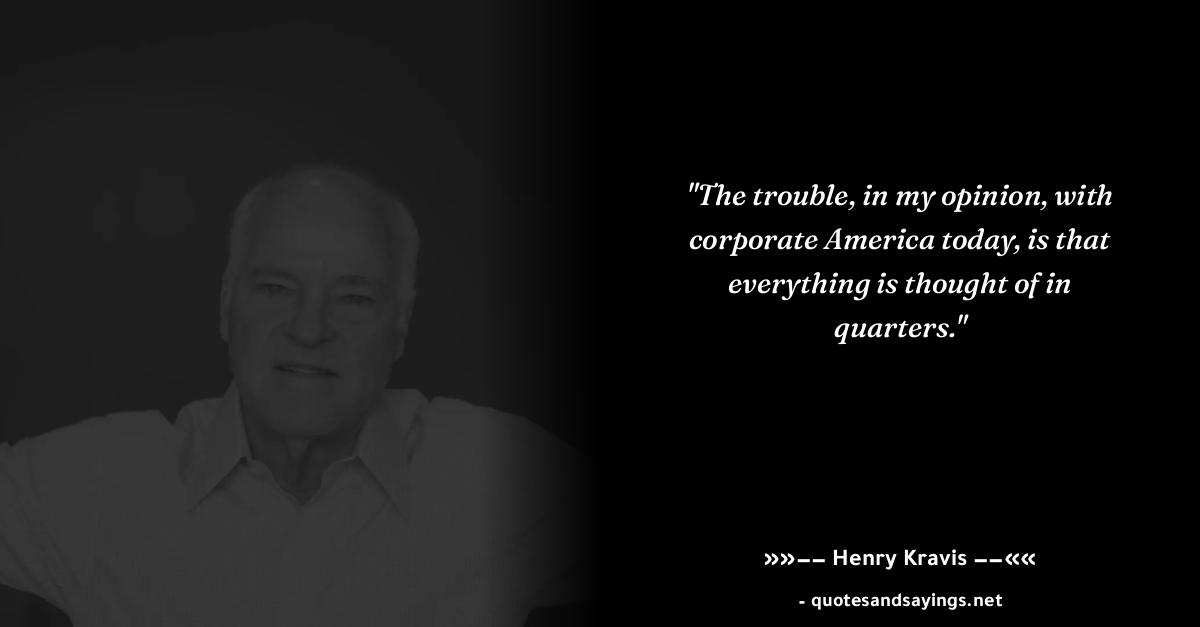 "The trouble, in my opinion, with
corporate America today, is that
everything is thought of in
quarters."
»»−− Henry Kravis −−««
- quotesandsayings.net